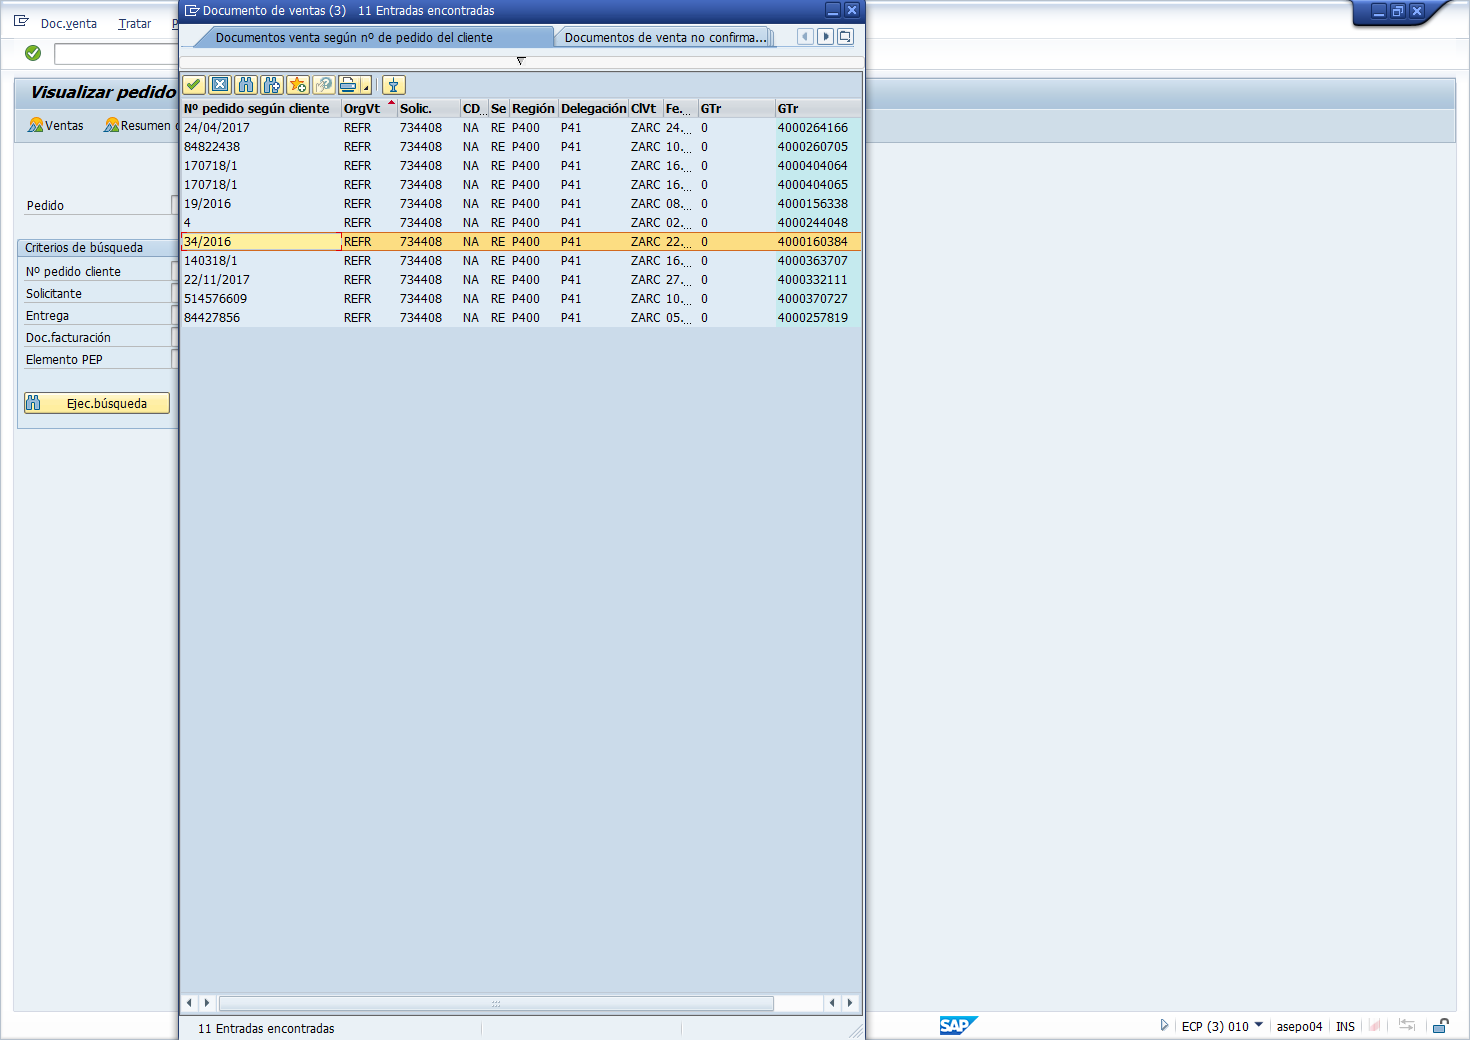 Documento de ventas (3)   11 Entradas encontradas
Doc.venta Tratar P
Documentos venta según nº de pedido del cliente Documentos de venta no confirma...
Visualizar pedido
Ventas Resumen
Nº pedido según cliente OrgVt Solic. CD... Se Región Delegación ClVt Fe... GTr GTr
24/04/2017 REFR 734408 NA RE P400 P41 ZARC 24.... 0 4000264166
84822438 REFR 734408 NA RE P400 P41 ZARC 10.... 0 4000260705
170718/1 REFR 734408 NA RE P400 P41 ZARC 16.... 0 4000404064
170718/1 REFR 734408 NA RE P400 P41 ZARC 16.... 0 4000404065
19/2016 REFR 734408 NA RE P400 P41 ZARC 08.... 0 4000156338
4 REFR 734408 NA RE P400 P41 ZARC 02.... 0 4000244048
34/2016 REFR 734408 NA RE P400 P41 ZARC 22.... 0 4000160384
140318/1 REFR 734408 NA RE P400 P41 ZARC 16.... 0 4000363707
22/11/2017 REFR 734408 NA RE P400 P41 ZARC 27.... 0 4000332111
514576609 REFR 734408 NA RE P400 P41 ZARC 10.... 0 4000370727
84427856 REFR 734408 NA RE P400 P41 ZARC 05.... 0 4000257819
Pedido
Criterios de búsqueda
Nº pedido cliente
Solicitante
Entrega
Doc.facturación
Elemento PEP
Ejec.búsqueda
11 Entradas encontradas
SAP
ECP (3) 010 asepo04 INS